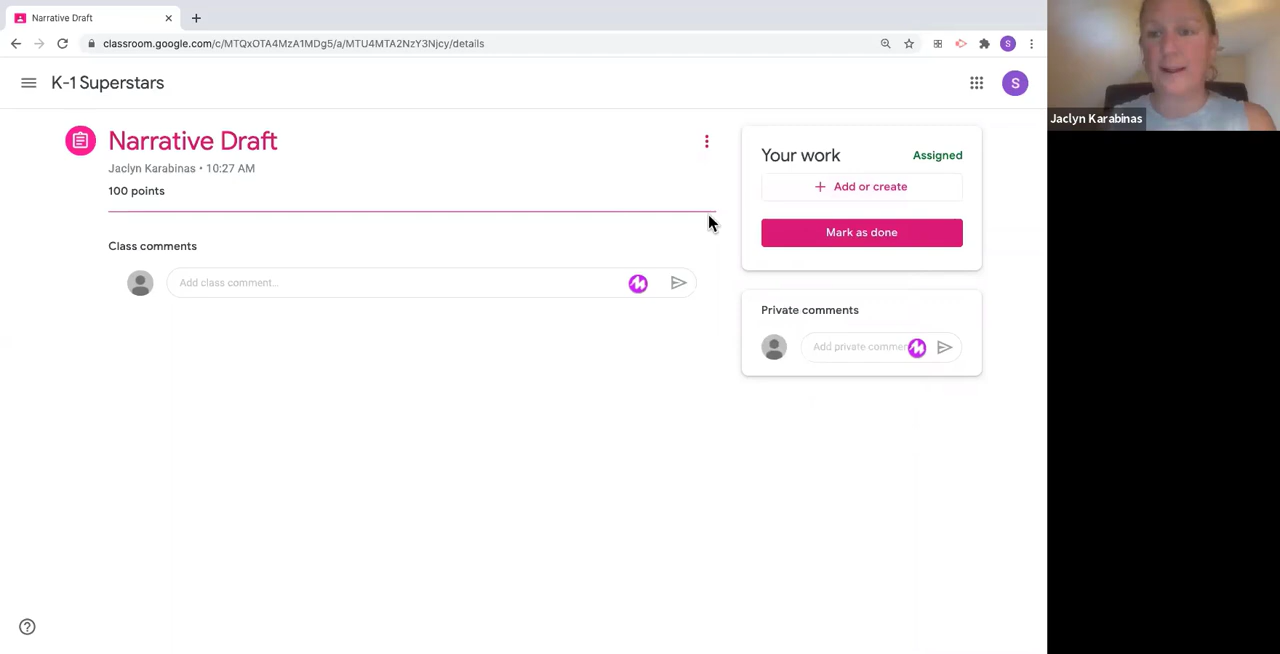 Narrative Draft
classroom.google.com/c/MTQxOTA4MzA1MDg5/a/MTU4MTA2NzY3Njcy/details
S
K-1 Superstars
S
Narrative Draft
Jaclyn Karabinas • 10:27 AM
100 points
Class comments
Add class comment...
Your work
Assigned
+ Add or create
Mark as done
Private comments
Add private commen
Jaclyn Karabinas